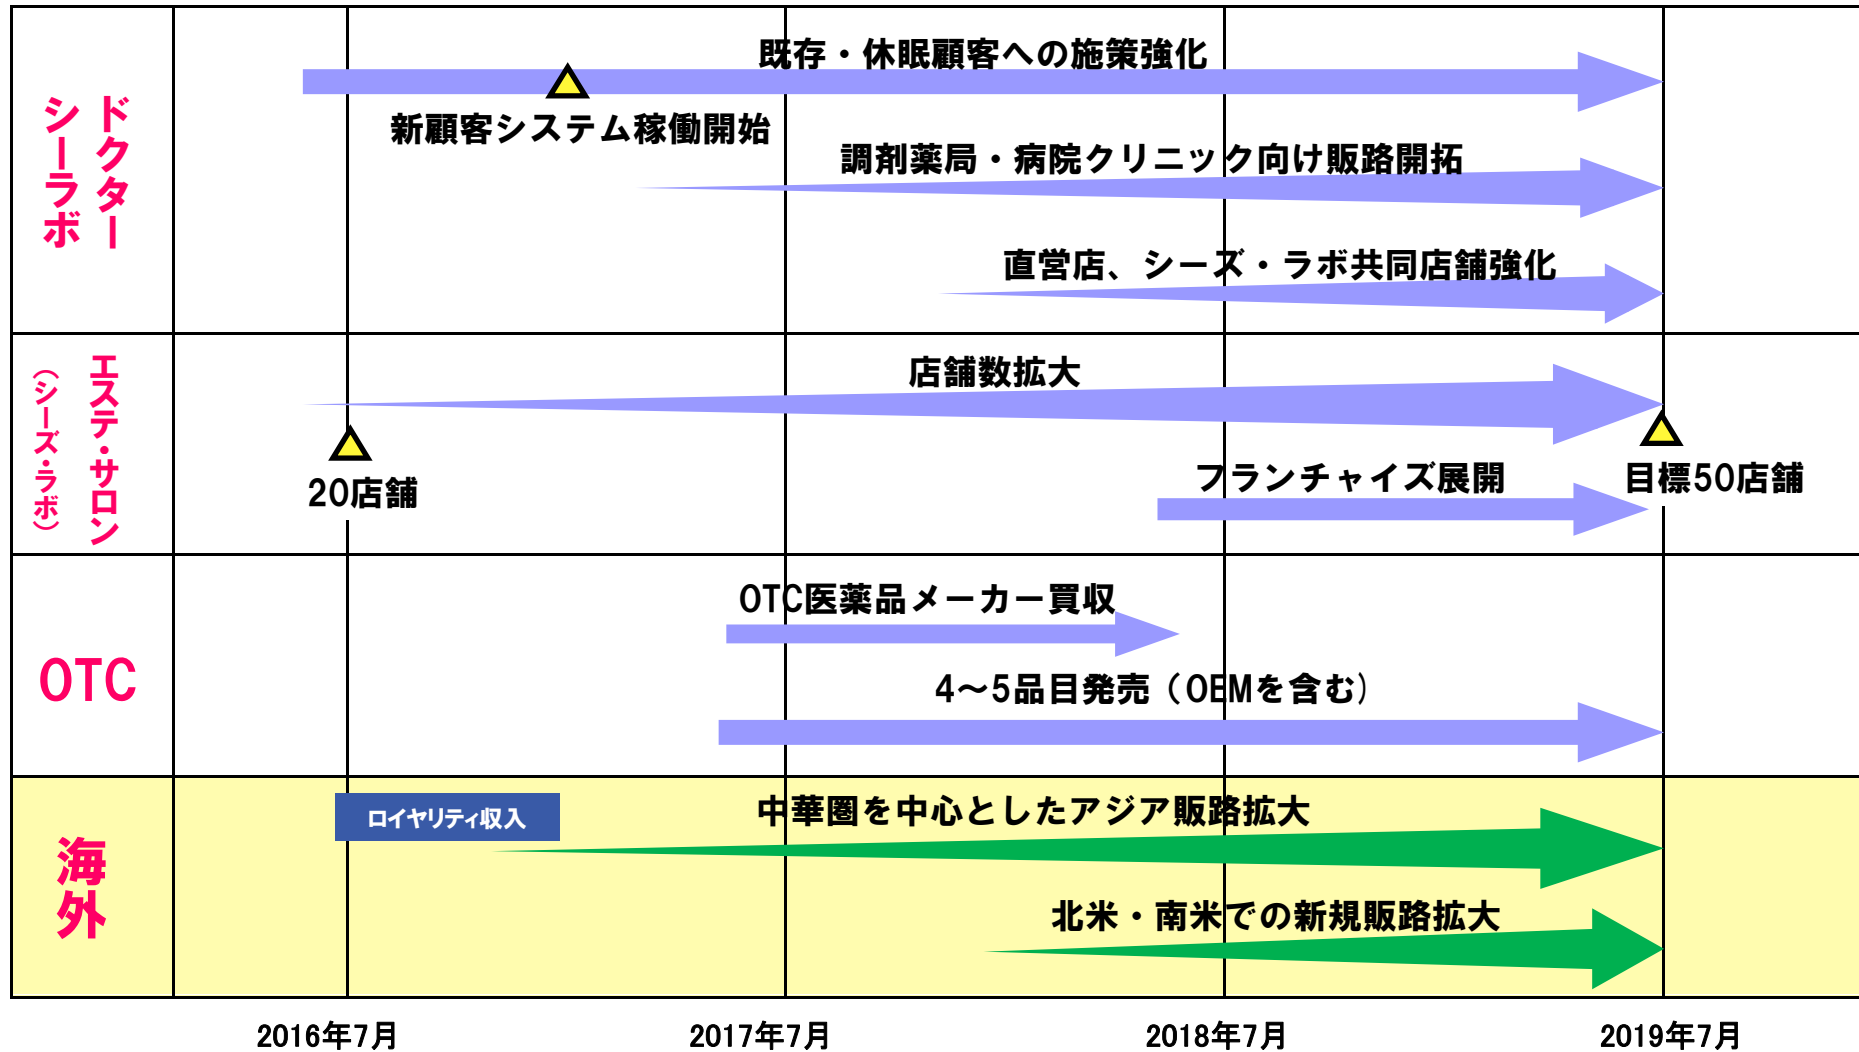 ドクター
シーラボ
既存・休眠顧客への施策強化
新顧客システム稼働開始
調剤薬局・病院クリニック向け販路開拓
直営店、シーズ・ラボ共同店舗強化
エステ・サロン
（シーズ・ラボ）
店舗数拡大
20店舗
フランチャイズ展開
目標50店舗
OTC
OTC医薬品メーカー買収
4～5品目発売（OEMを含む）
海外
ロイヤリティ収入
中華圏を中心としたアジア販路拡大
北米・南米での新規販路拡大
2016年7月
2017年7月
2018年7月
2019年7月